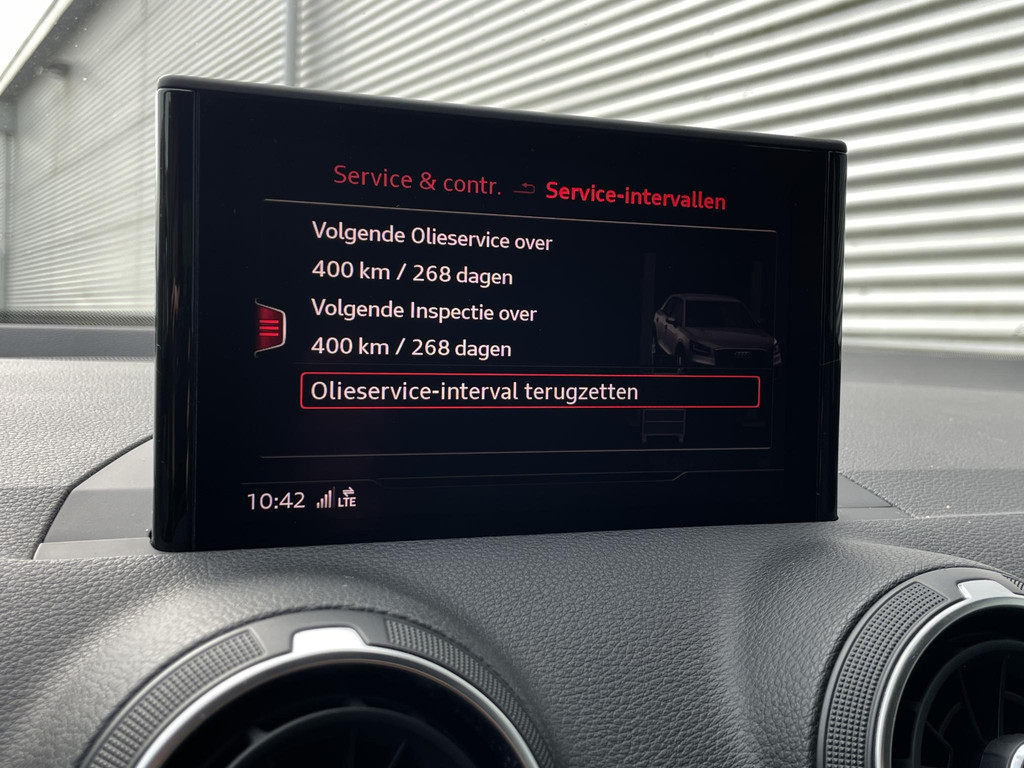 Service & contr. Service-intervallen
Volgende Olieservice over
400 km / 268 dagen
Volgende Inspectie over
400 km / 268 dagen
Olieservice-interval terugzetten
10:42 LTE